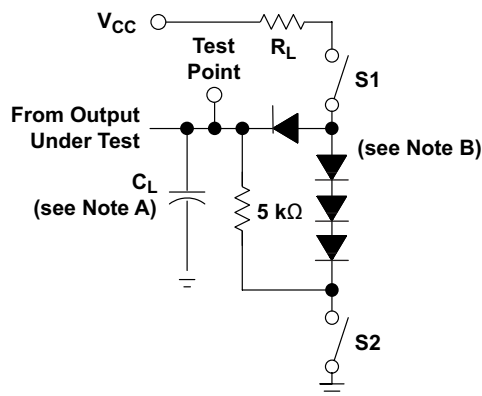 VCC
RL
S1
Test
Point
From Output
Under Test
(see Note B)
CL
(see Note A)
5 kΩ
S2